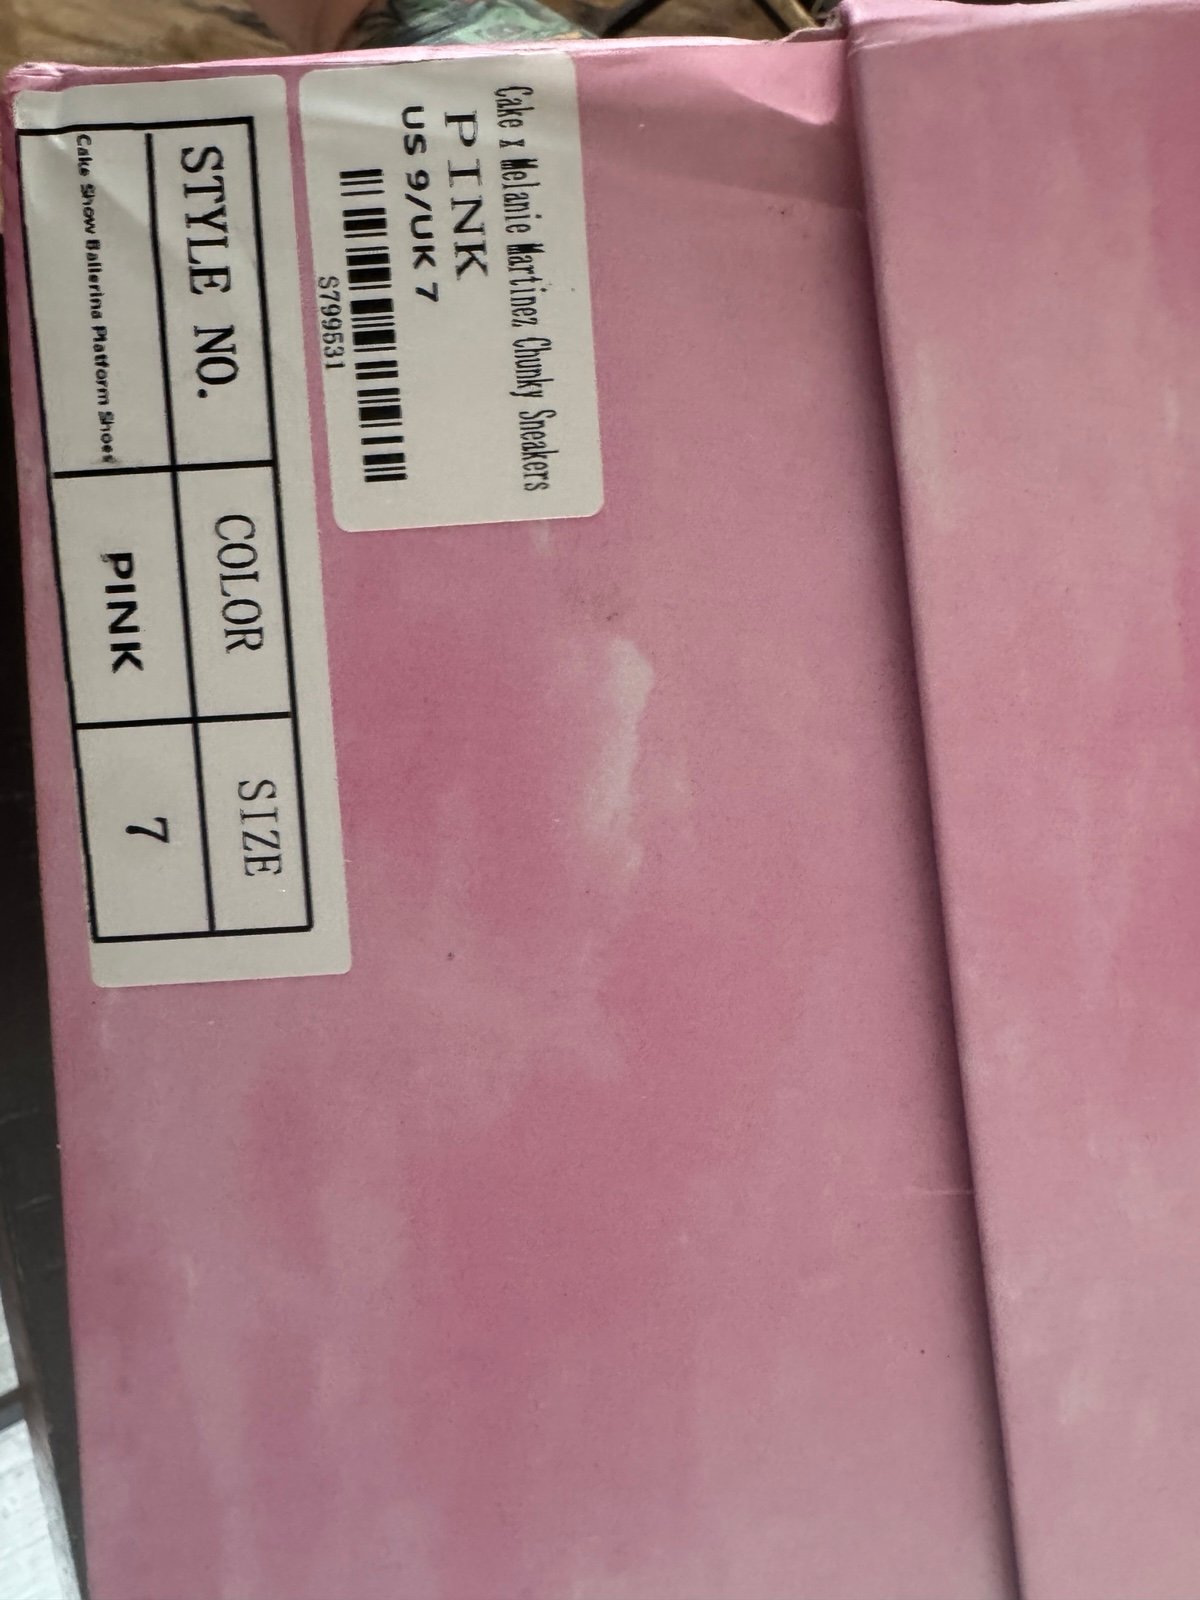 Cake x Melanie Martinez Chunky Sneakers
PINK
US 9/UK 7
S799531
STYLE NO. COLOR SIZE
Cake Show Ballerina Platform Shoes PINK 7